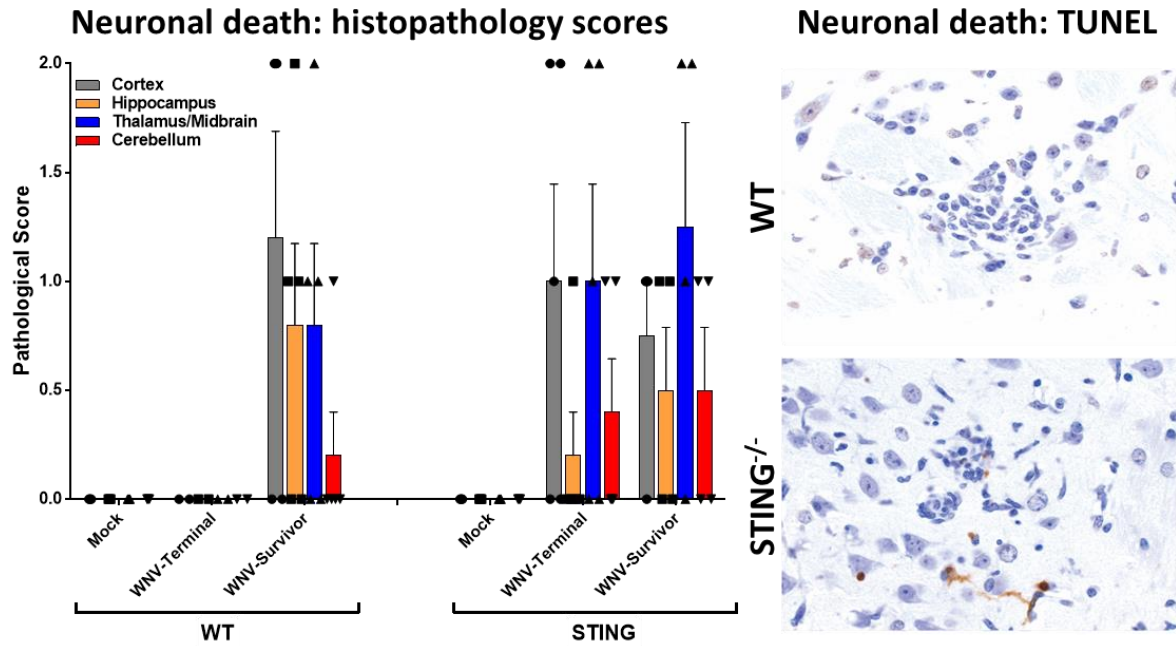 Neuronal death: histopathology scores
Neuronal death: TUNEL
2.0
1.5
1.0
0.5
0.0
Pathological Score
Cortex
Hippocampus
Thalamus/Midbrain
Cerebellum
Mock
WNV-Terminal
WNV-Survivor
Mock
WNV-Terminal
WNV-Survivor
WT
STING
WT
STING-/-